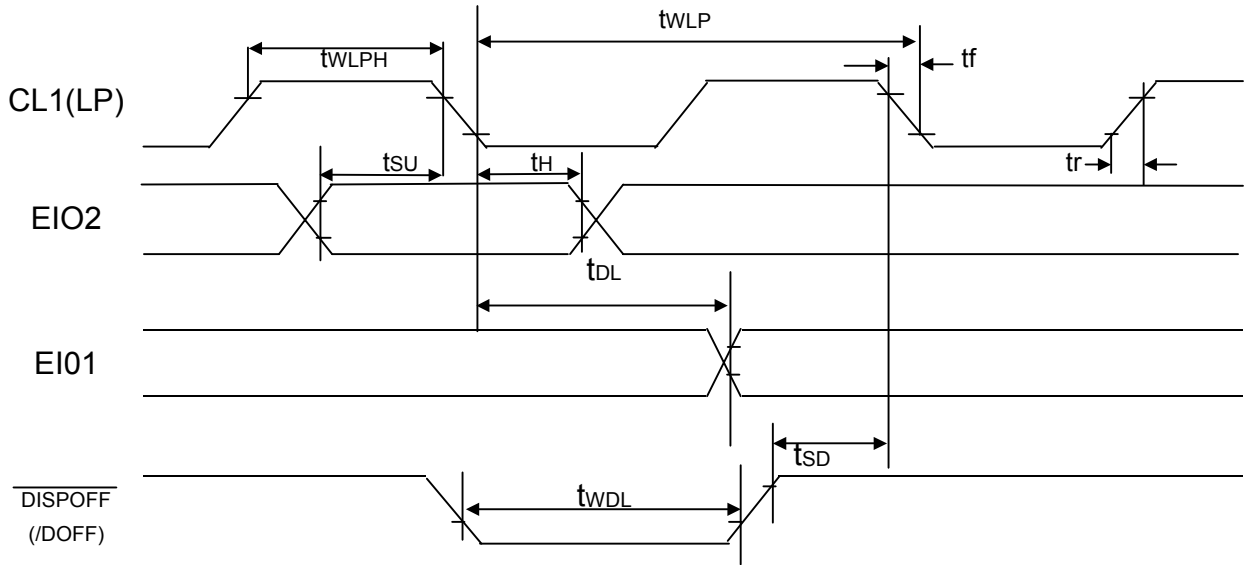 tWLP
tWLPH
tf
CL1(LP)
tSU
tH
tr
EIO2
tDL
EI01
tSD
DISPOFF
tWDL
(/DOFF)